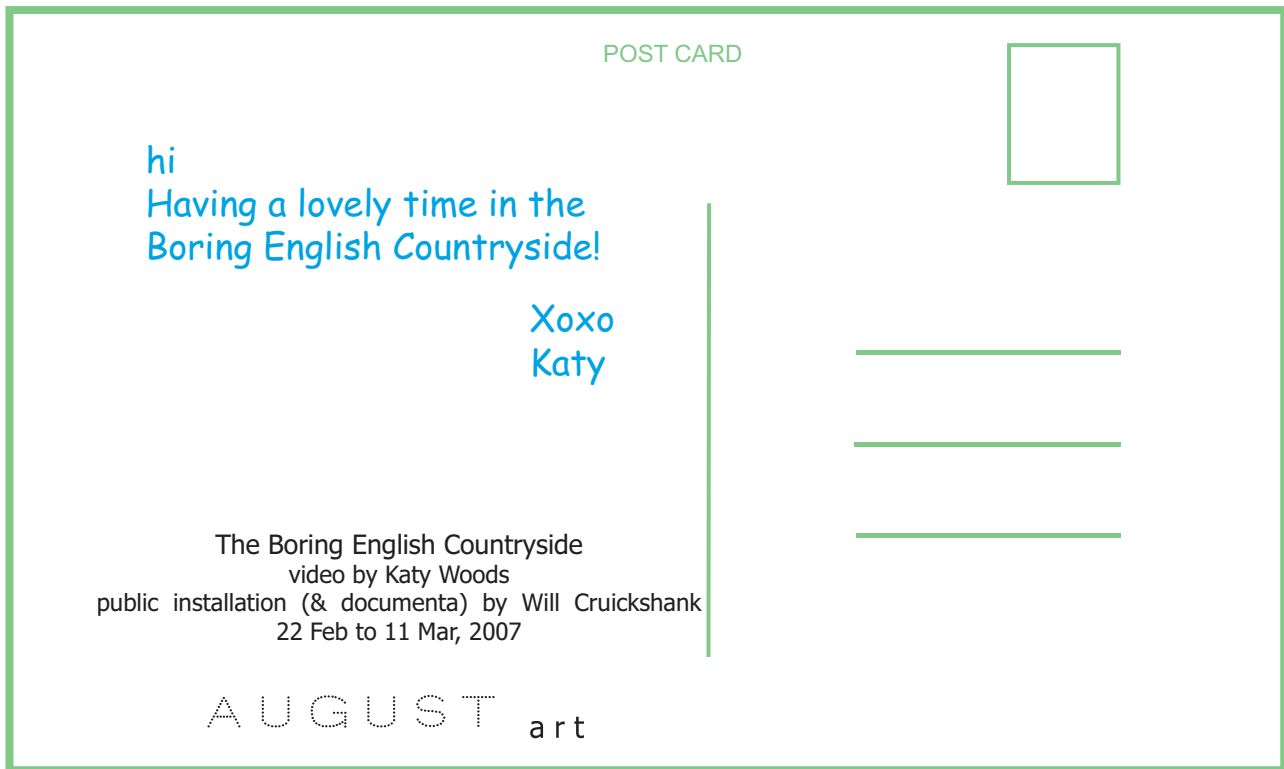 POST CARD
hi
Having a lovely time in the
Boring English Countryside!
Xoxo
Katy
The Boring English Countryside
video by Katy Woods
public installation (& documenta) by Will Cruickshank
22 Feb to 11 Mar, 2007
AUGUST art